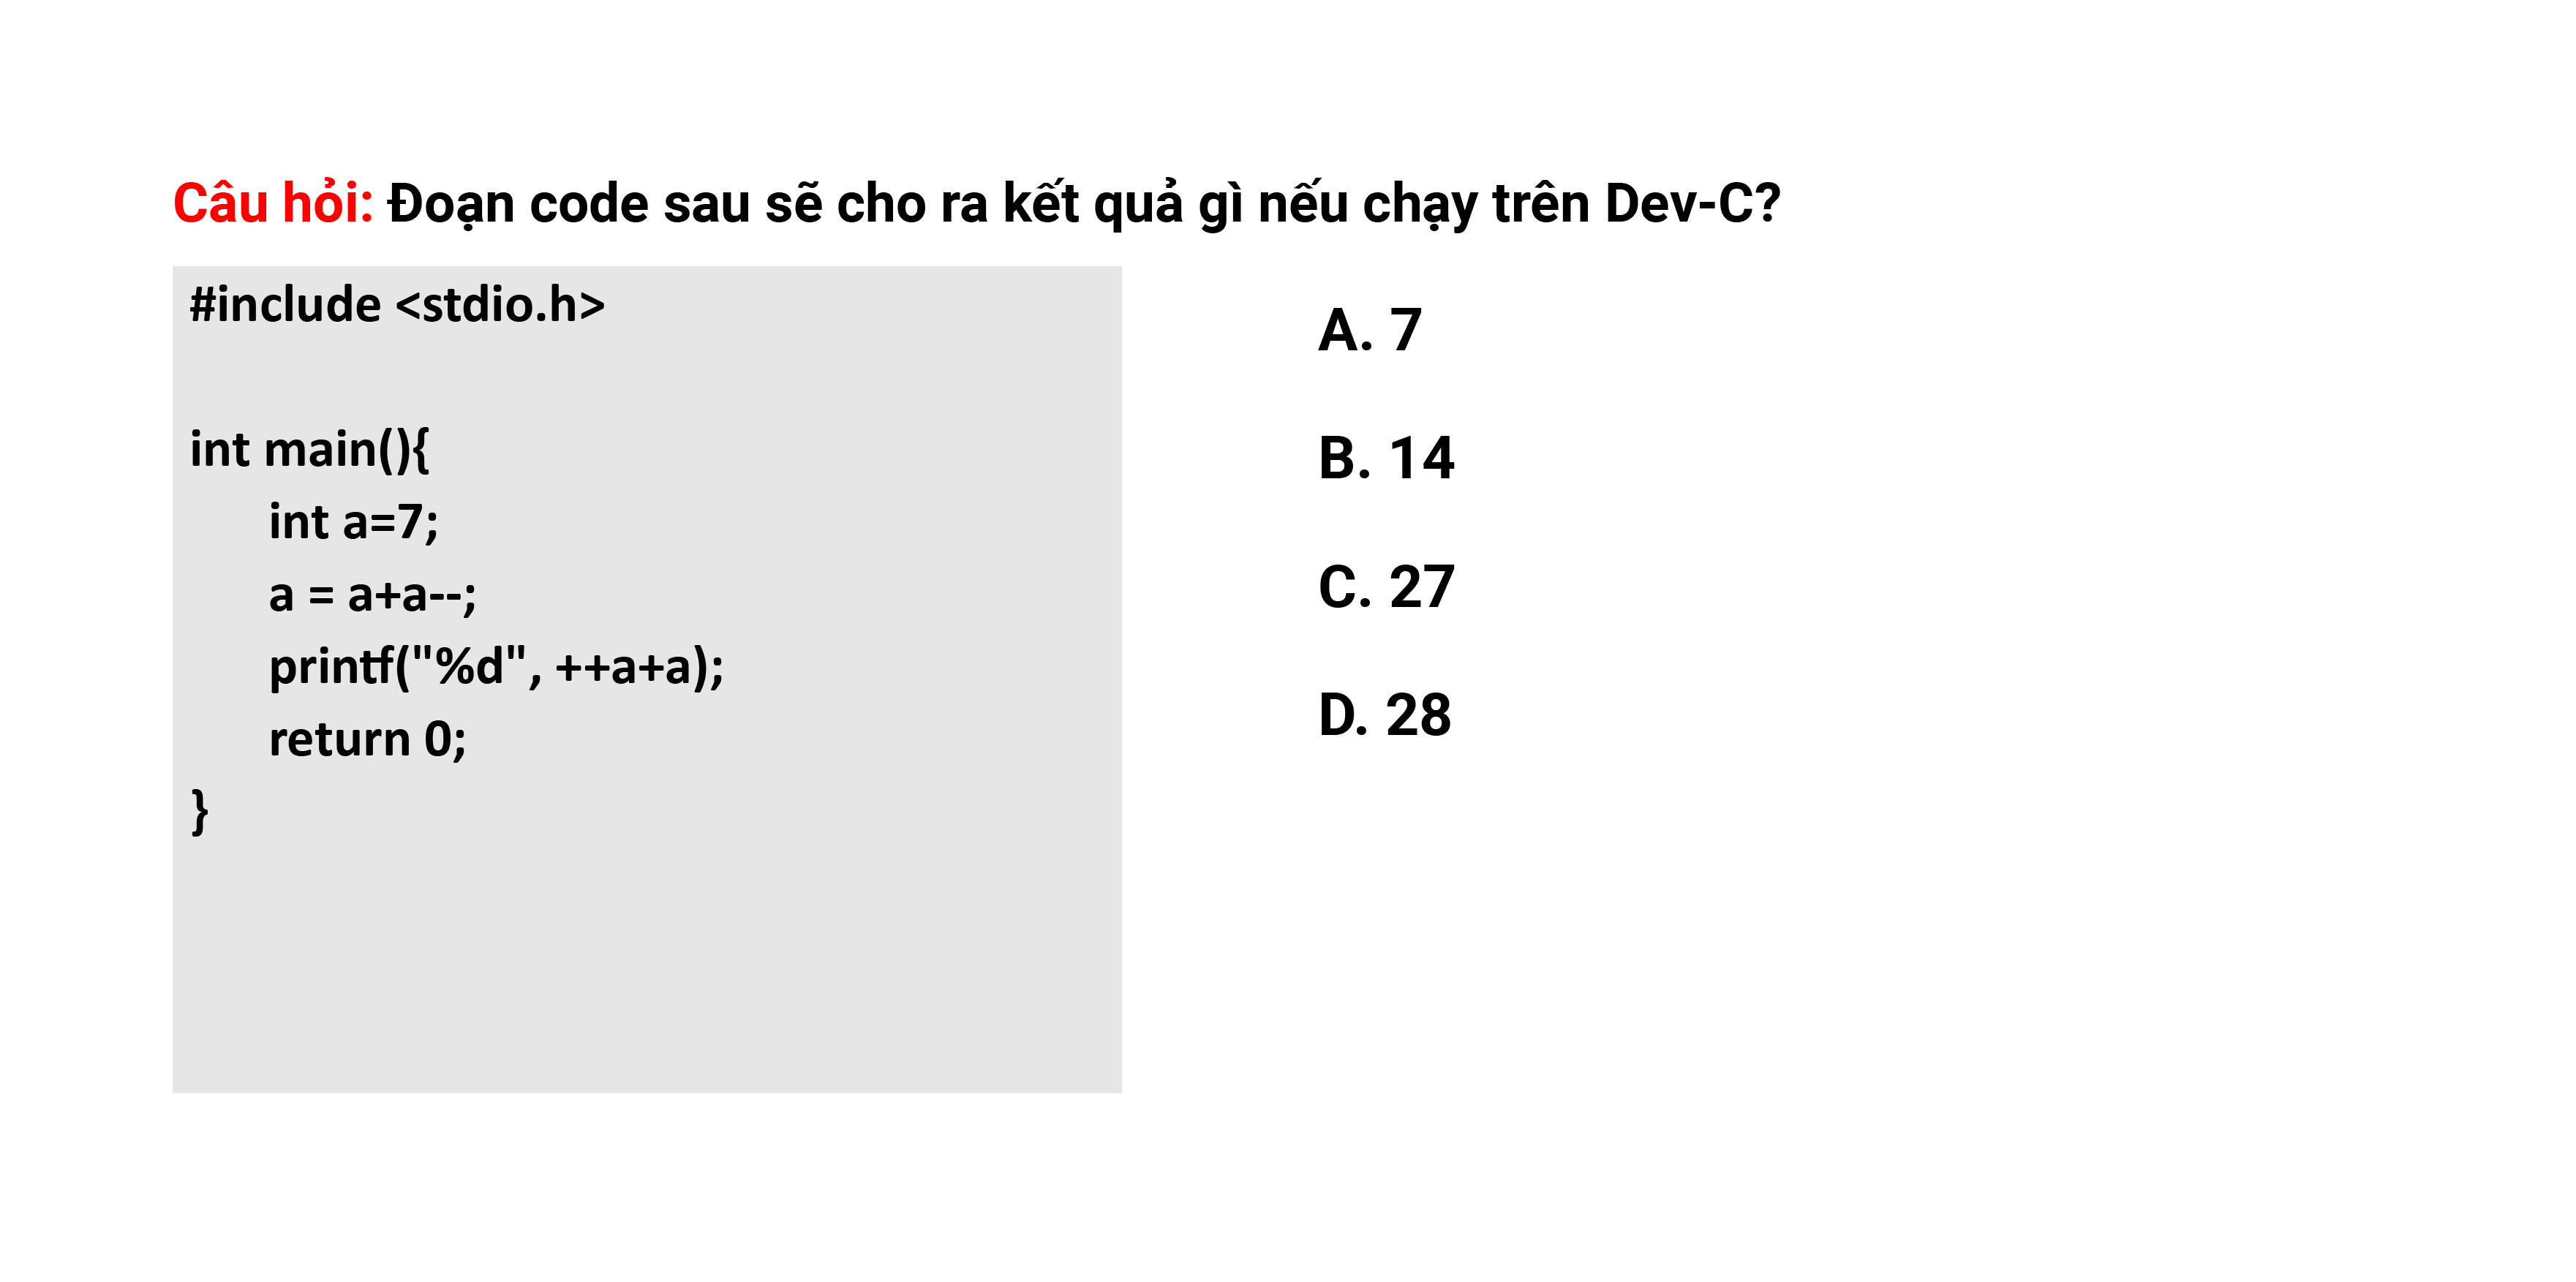 Câu hỏi: Đoạn code sau sẽ cho ra kết quả gì nếu chạy trên Dev-C?
#include <stdio.h>
int main(){
int a=7;
a = a+a--;
printf("%d", ++a+a);
return 0;
}
A. 7
B. 14
C. 27
D. 28